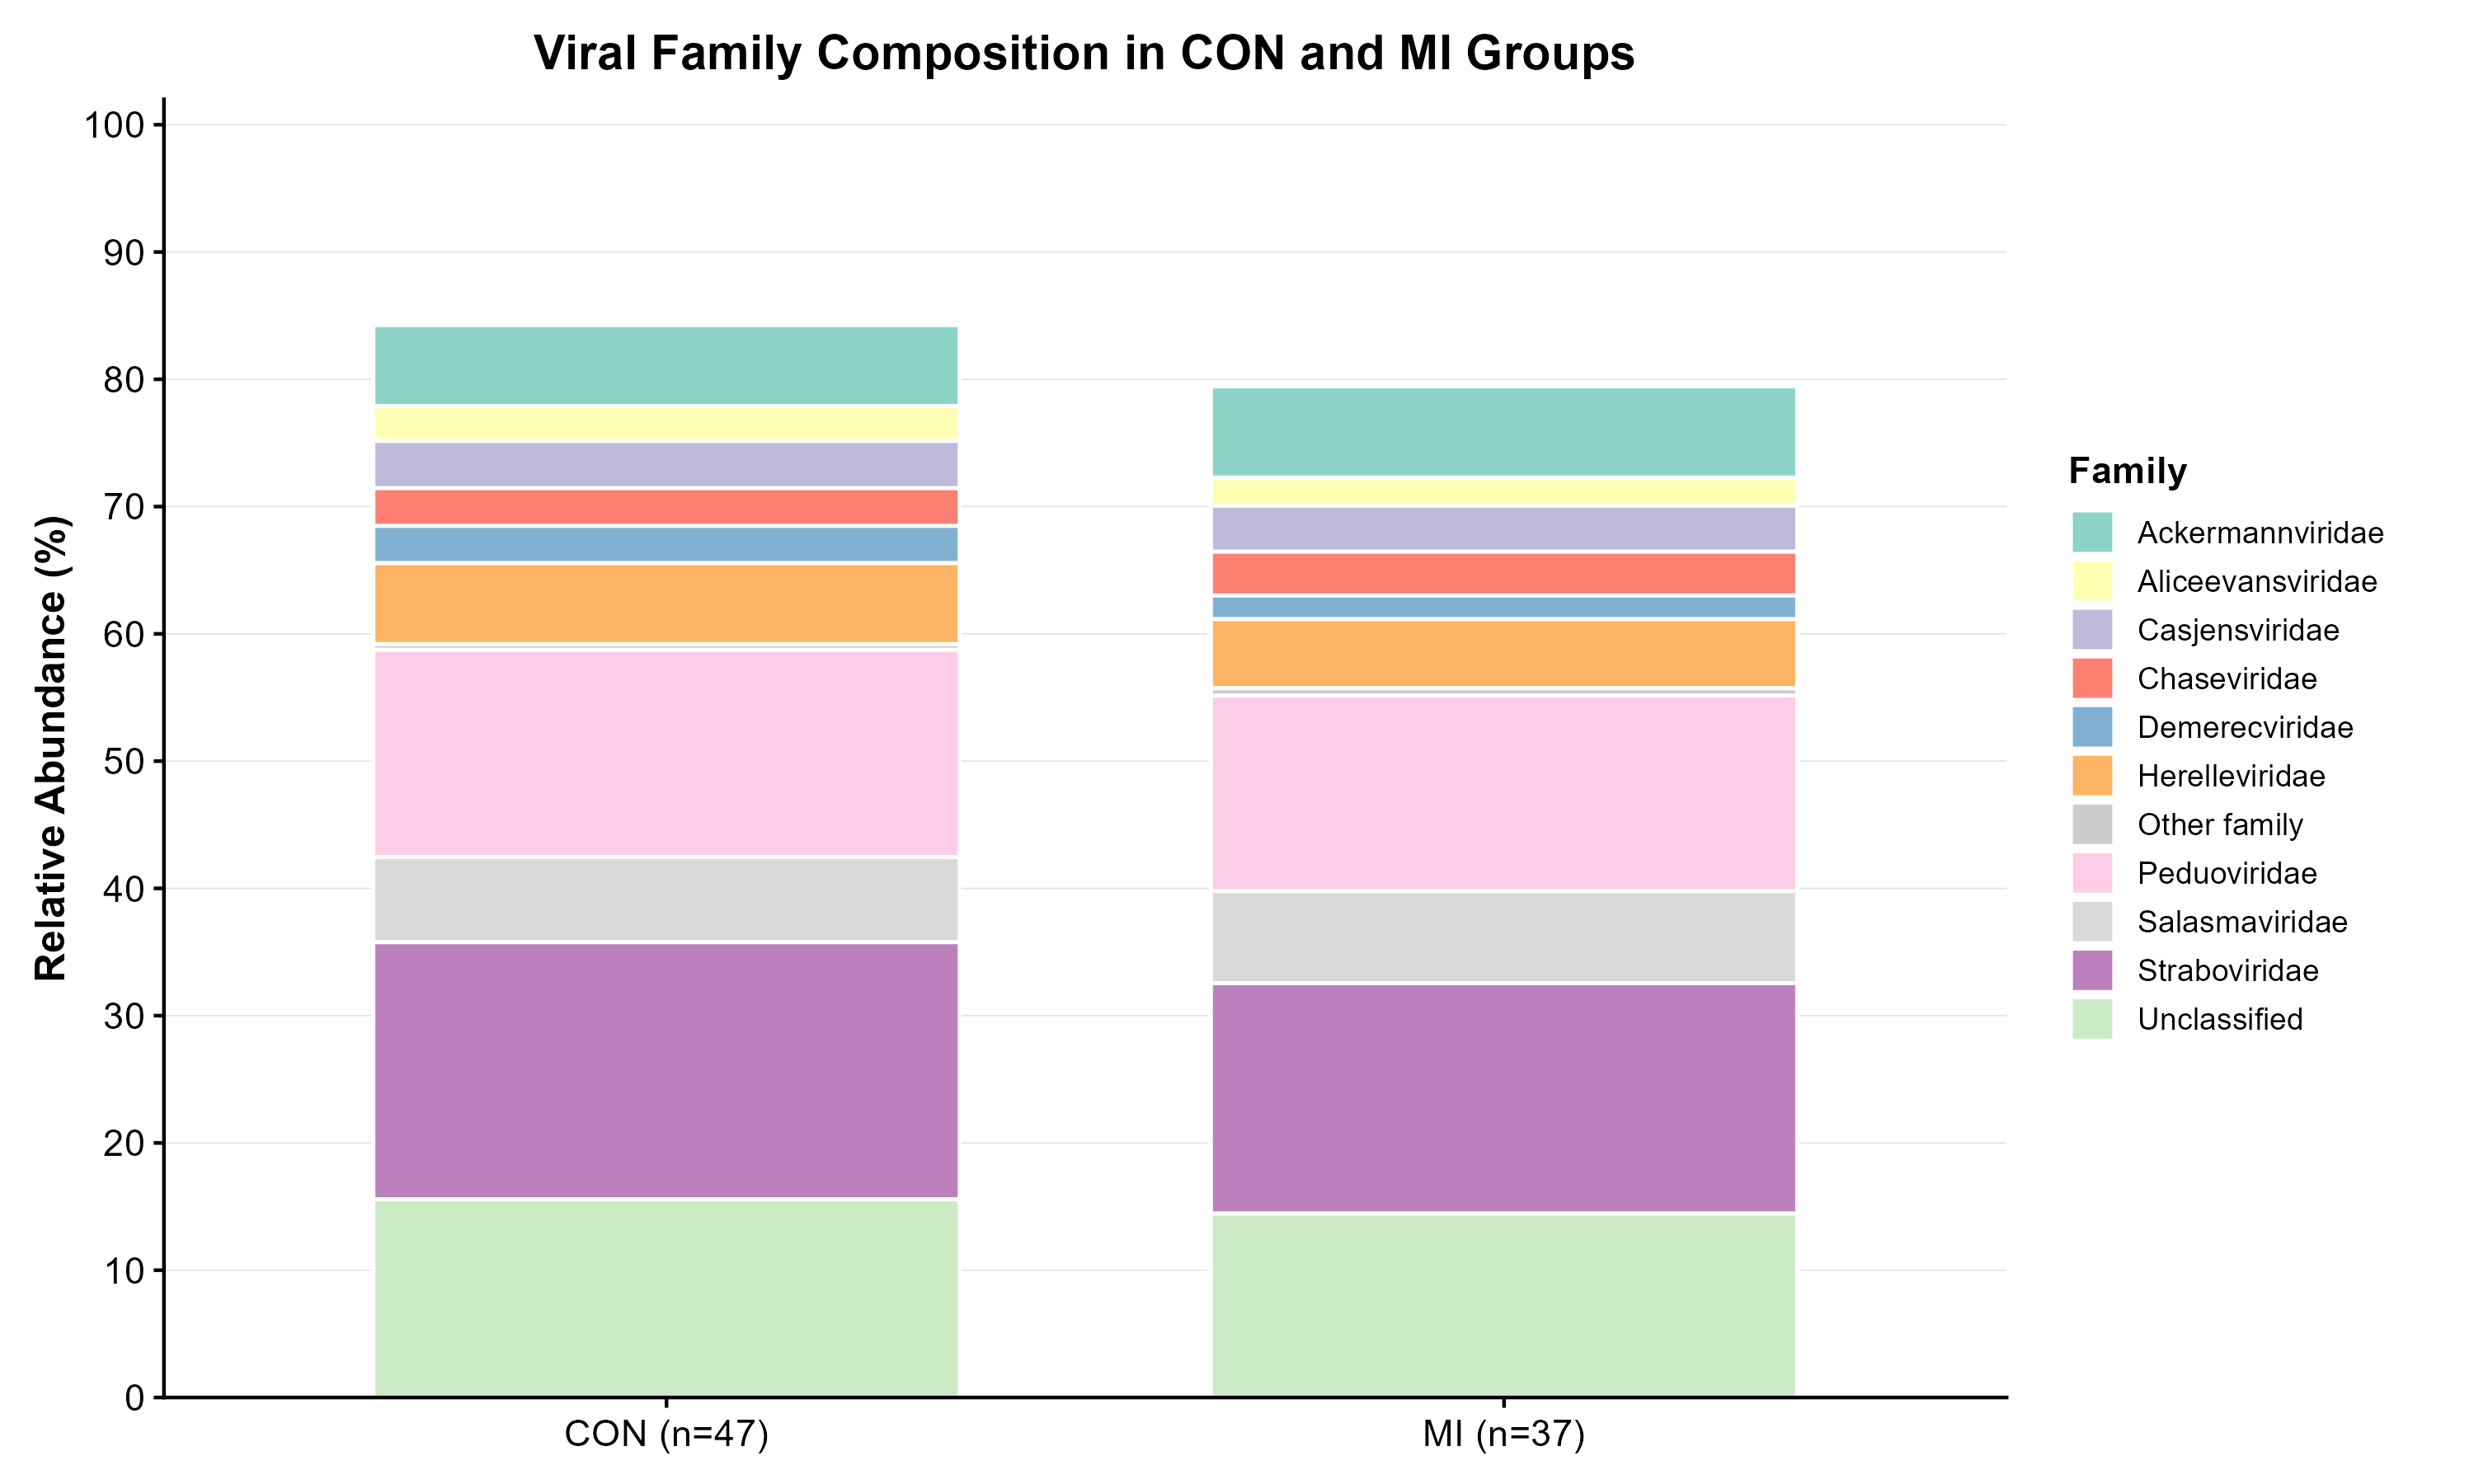 Viral Family Composition in CON and MI Groups
Relative Abundance (%)
100
90
80
70
60
50
40
30
20
10
0
CON (n=47)
MI (n=37)
Family
Ackermannviridae
Aliceevansviridae
Casjensviridae
Chaseviridae
Demerecviridae
Herelleviridae
Other family
Peduoviridae
Salasmaviridae
Straboviridae
Unclassified